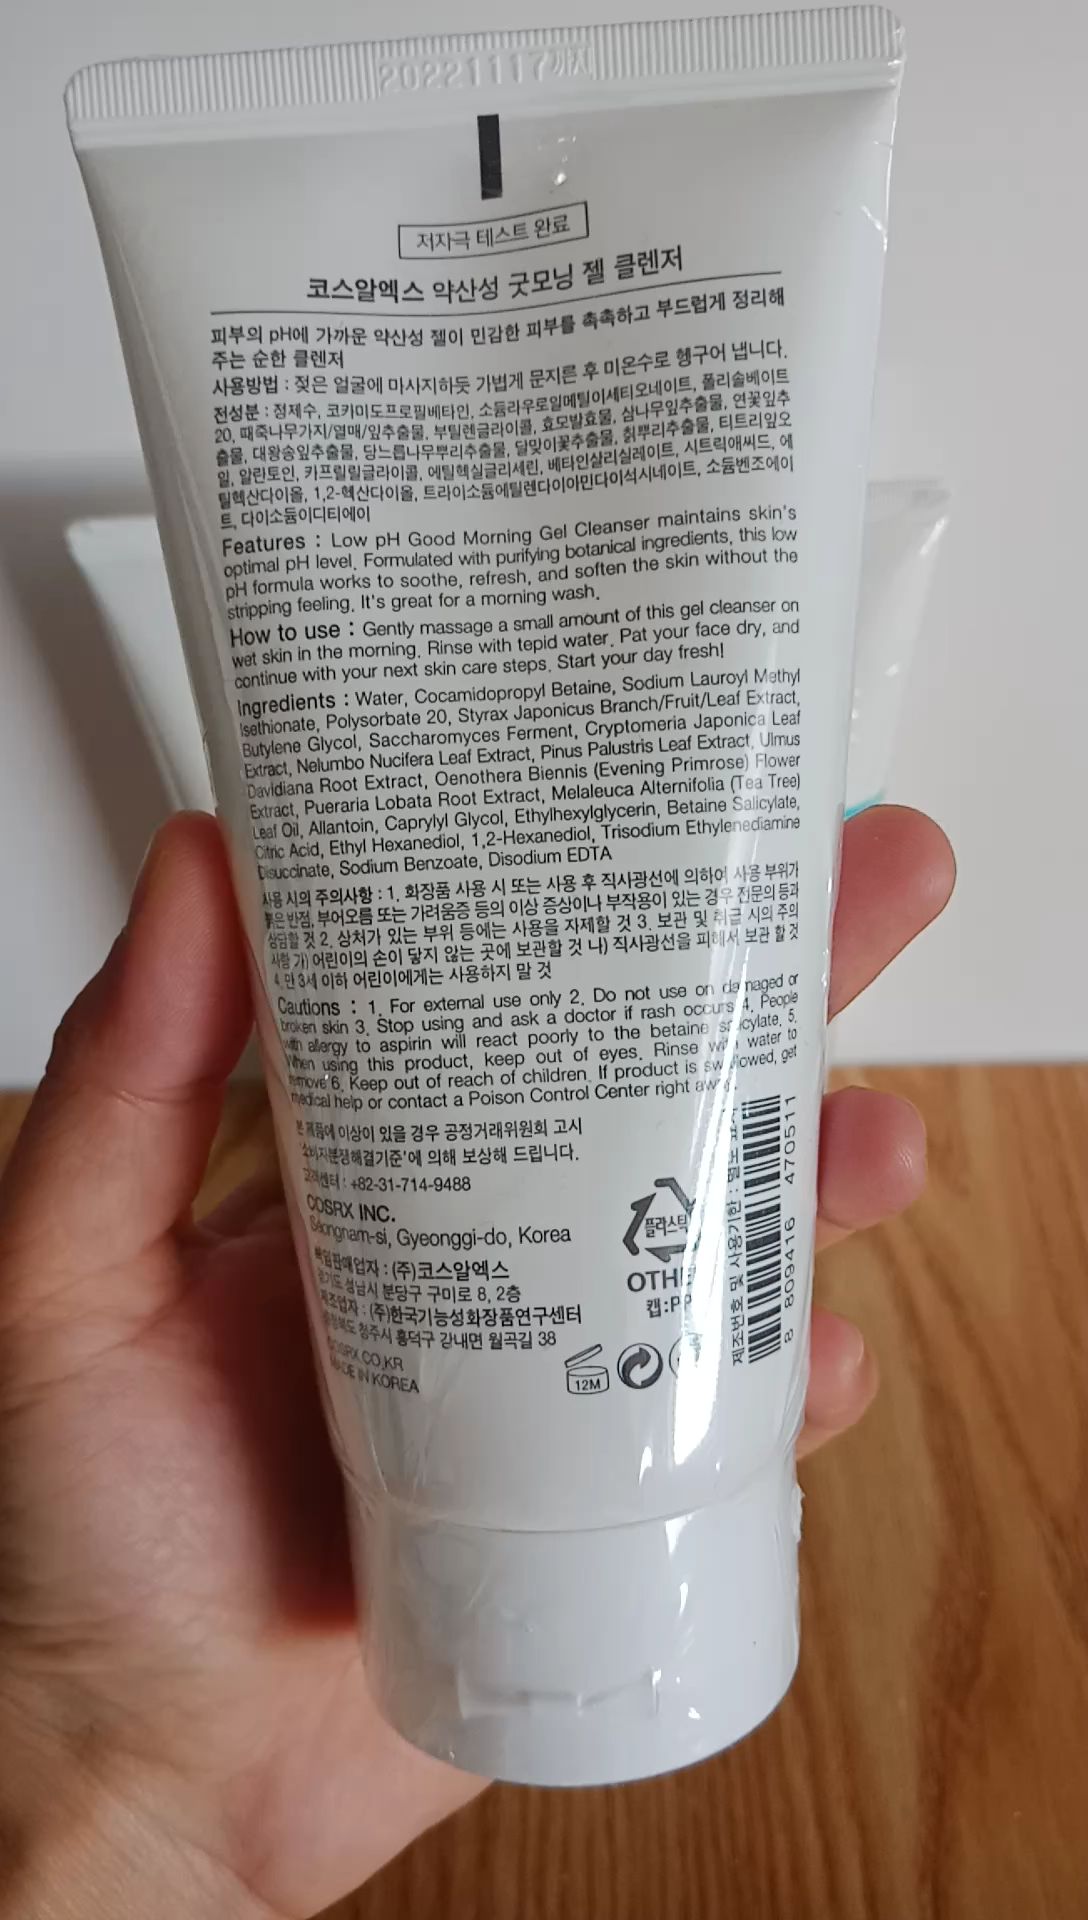 20221117까지
저자극 테스트 완료
코스알엑스 약산성 굿모닝 젤 클렌저
피부의 pH에 가까운 약산성 젤이 민감한 피부를 촉촉하고 부드럽게 정리해
주는 순한 클렌저
사용방법 : 젖은 얼굴에 마사지하듯 가볍게 문지른 후 미온수로 헹구어 냅니다.
전성분 : 정제수, 코카미도프로필베타인, 소듐라우로일메틸이세티오네이트, 폴리솔베이트
20, 때죽나무가지/열매/잎추출물, 부틸렌글라이콜, 효모발효물, 삼나무잎추출물, 연꽃잎추
출물, 대왕송잎추출물, 당느릅나무뿌리추출물, 달맞이꽃추출물, 칡뿌리추출물, 티트리잎오
일, 알란토인, 카프릴릴글라이콜, 에틸헥실글리세린, 베타인살리실레이트, 시트릭애씨드, 에
틸헥산다이올, 1,2-헥산다이올, 트라이소듐에틸렌다이아민다이석시네이트, 소듐벤조에이
트, 다이소듐이디티에이
Features : Low pH Good Morning Gel Cleanser maintains skin's
optimal pH level. Formulated with purifying botanical ingredients, this low
pH formula works to soothe, refresh, and soften the skin without the
stripping feeling. It's great for a morning wash.
How to use : Gently massage a small amount of this gel cleanser on
wet skin in the morning. Rinse with tepid water. Pat your face dry, and
continue with your next skin care steps. Start your day fresh!
Ingredients : Water, Cocamidopropyl Betaine, Sodium Lauroyl Methyl
Isethionate, Polysorbate 20, Styrax Japonicus Branch/Fruit/Leaf Extract,
Butylene Glycol, Saccharomyces Ferment, Cryptomeria Japonica Leaf
Extract, Nelumbo Nucifera Leaf Extract, Pinus Palustris Leaf Extract, Ulmus
Davidiana Root Extract, Oenothera Biennis (Evening Primrose) Flower
Extract, Pueraria Lobata Root Extract, Melaleuca Alternifolia (Tea Tree)
Leaf Oil, Allantoin, Caprylyl Glycol, Ethylhexylglycerin, Betaine Salicylate,
Citric Acid, Ethyl Hexanediol, 1,2-Hexanediol, Trisodium Ethylenediamine
Disuccinate, Sodium Benzoate, Disodium EDTA
사용 시의 주의사항 : 1. 화장품 사용 시 또는 사용 후 직사광선에 의하여 사용 부위가
붉은 반점, 부어오름 또는 가려움증 등의 이상 증상이나 부작용이 있는 경우 전문의 등과
상담할 것 2. 상처가 있는 부위 등에는 사용을 자제할 것 3. 보관 및 취급 시의 주의
사항 가) 어린이의 손이 닿지 않는 곳에 보관할 것 나) 직사광선을 피해서 보관 할 것
4. 만 3세 이하 어린이에게는 사용하지 말 것
Cautions : 1. For external use only 2. Do not use on damaged or
broken skin 3. Stop using and ask a doctor if rash occurs 4. People
with allergy to aspirin will react poorly to the betaine salicylate. 5.
When using this product, keep out of eyes. Rinse with water to
remove 6. Keep out of reach of children. If product is swallowed, get
medical help or contact a Poison Control Center right away.
본 제품에 이상이 있을 경우 공정거래위원회 고시
'소비자분쟁해결기준'에 의해 보상해 드립니다.
고객센터 : +82-31-714-9488
COSRX INC.
Seongnam-si, Gyeonggi-do, Korea
책임판매업자 : (주)코스알엑스
경기도 성남시 분당구 구미로 8, 2층
제조업자 : (주)한국기능성화장품연구센터
충청북도 청주시 흥덕구 강내면 월곡길 38
COSRX.CO.KR
MADE IN KOREA
플라스틱
캡:PP
12M
제조번호 및 사용기한 : 별도 표시
8 809416 470511